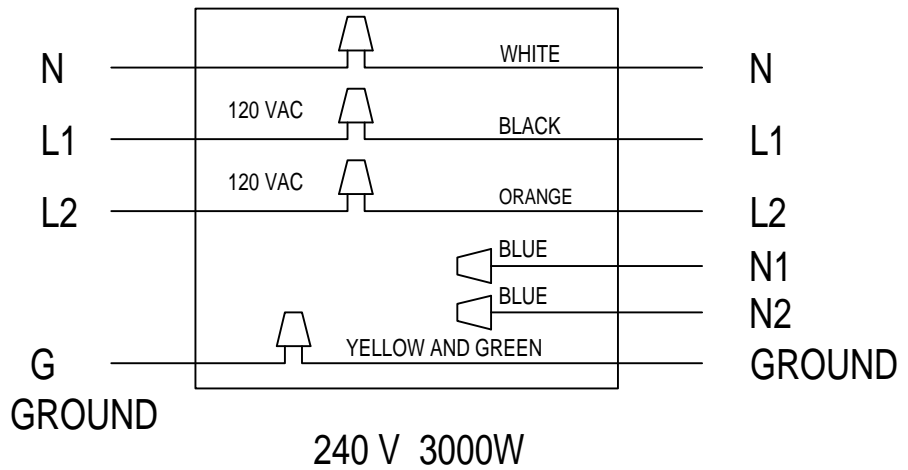 N WHITE N
120 VAC
L1 BLACK L1
120 VAC
L2 ORANGE L2
BLUE N1
BLUE N2
YELLOW AND GREEN
G GROUND
GROUND
240 V 3000W